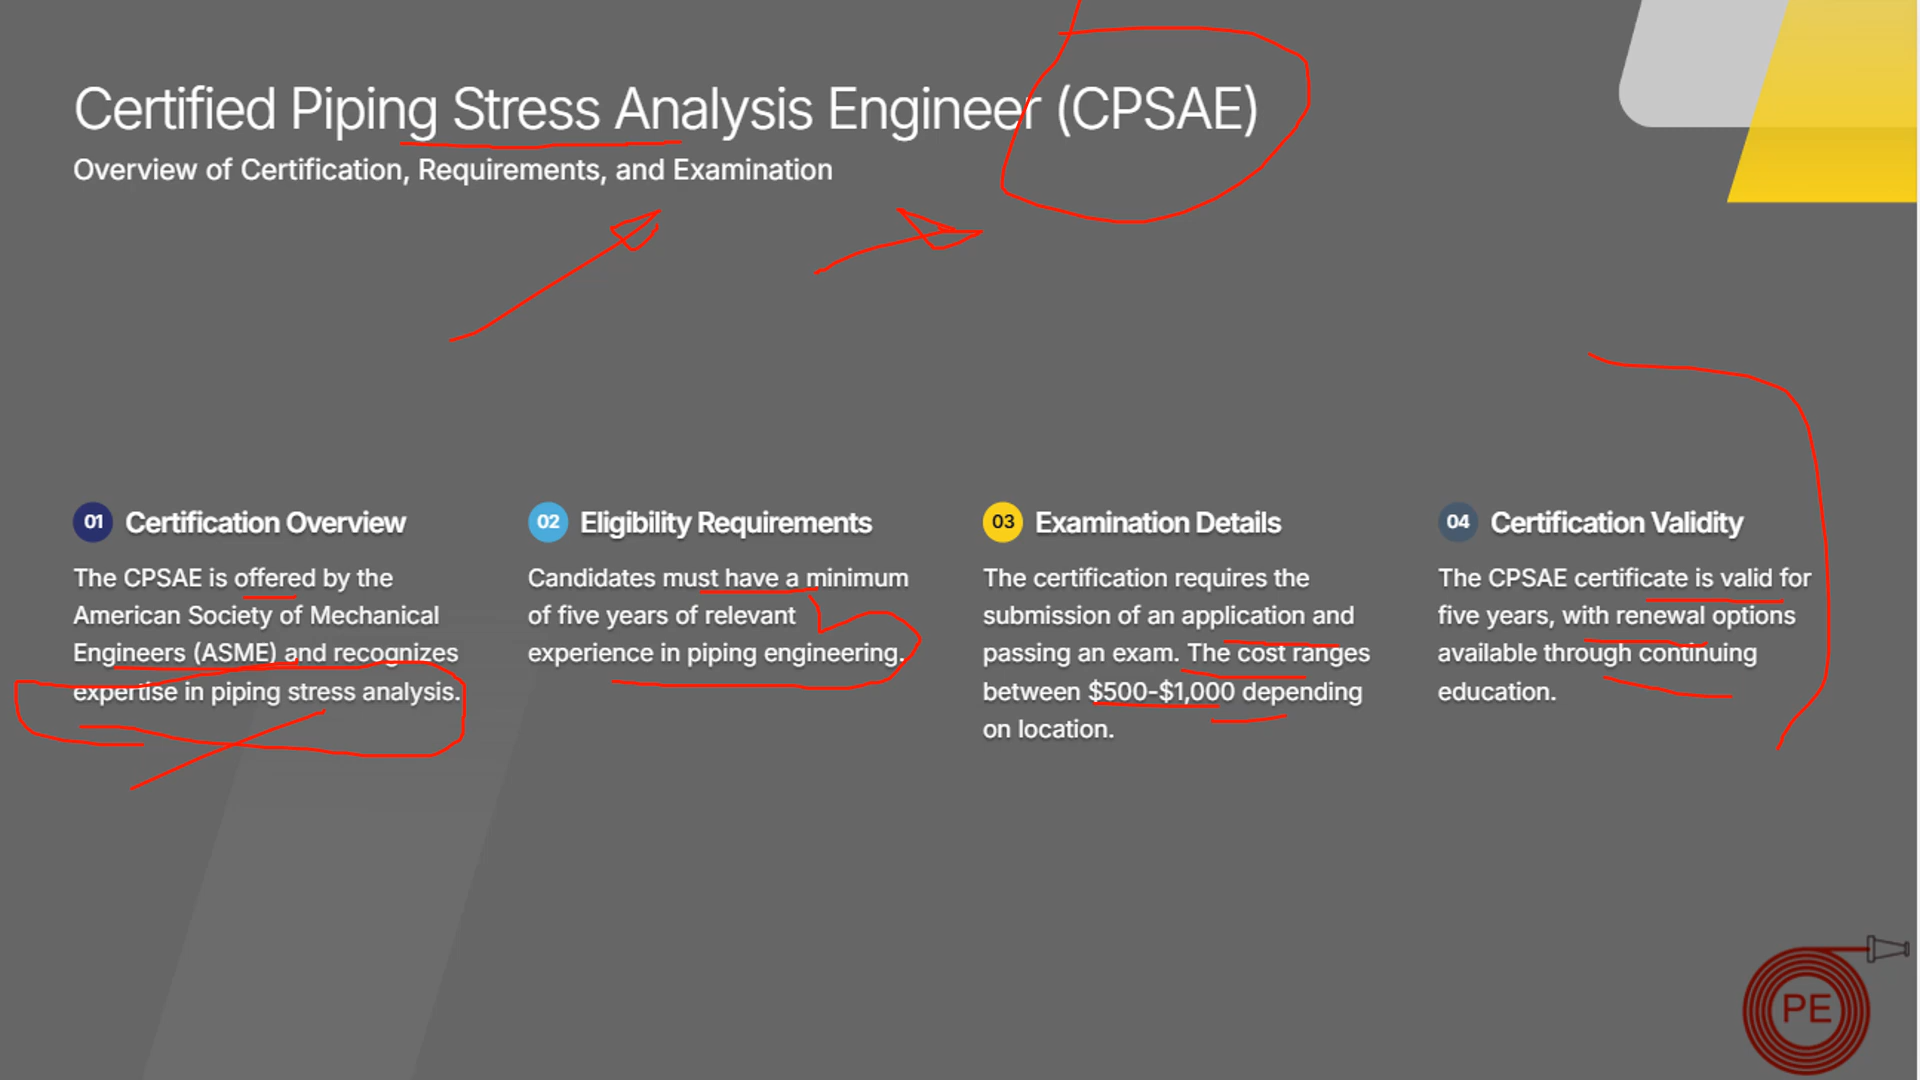 Certified Piping Stress Analysis Engineer (CPSAE)
Overview of Certification, Requirements, and Examination
01 Certification Overview
The CPSAE is offered by the
American Society of Mechanical
Engineers (ASME) and recognizes
expertise in piping stress analysis.
02 Eligibility Requirements
Candidates must have a minimum
of five years of relevant
experience in piping engineering.
03 Examination Details
The certification requires the
submission of an application and
passing an exam. The cost ranges
between $500-$1,000 depending
on location.
04 Certification Validity
The CPSAE certificate is valid for
five years, with renewal options
available through continuing
education.
PE